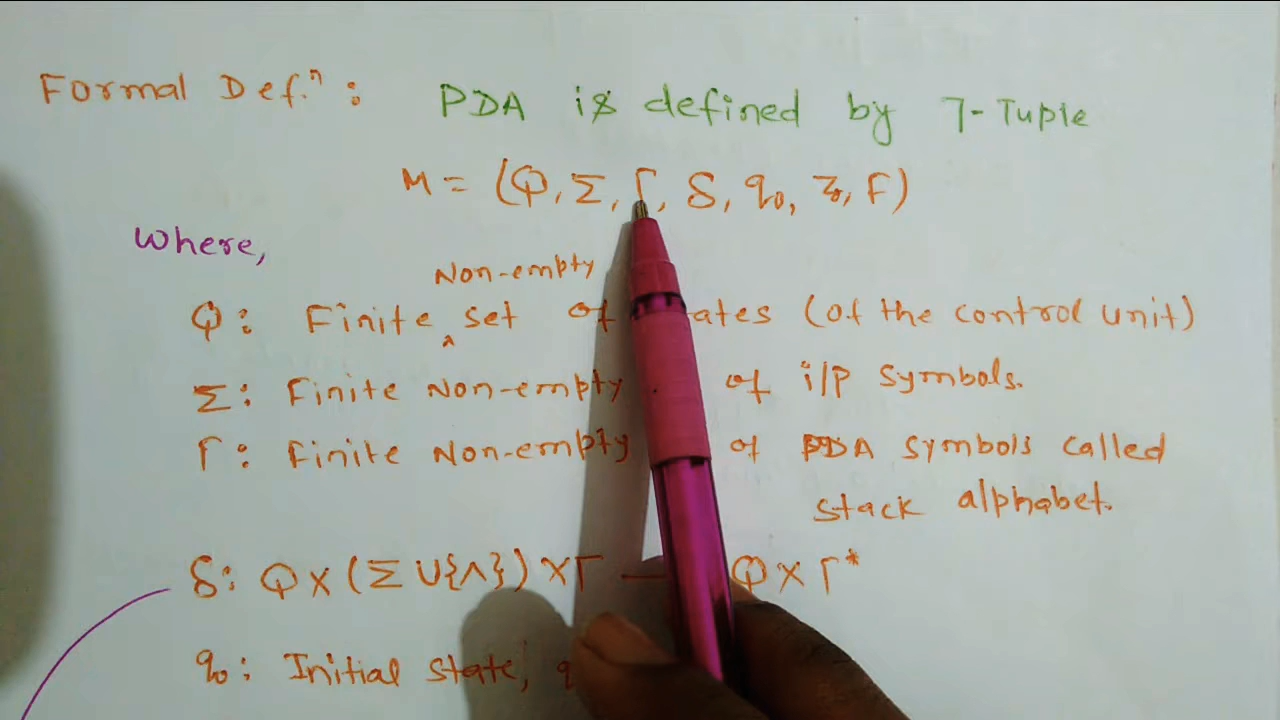 Formal Def.ⁿ :
PDA is defined by 7-Tuple
M = (Q, Σ, Γ, δ, q₀, z₀, F)
Where,
Non-empty
Q : Finite ‸ set of ates (of the control unit)
Σ : Finite Non-empty of i/p symbols.
Γ : Finite Non-empty of PDA symbols called
stack alphabet.
δ : Q X (Σ U {Λ}) X Γ — Q X Γ*
q₀ : Initial state, q